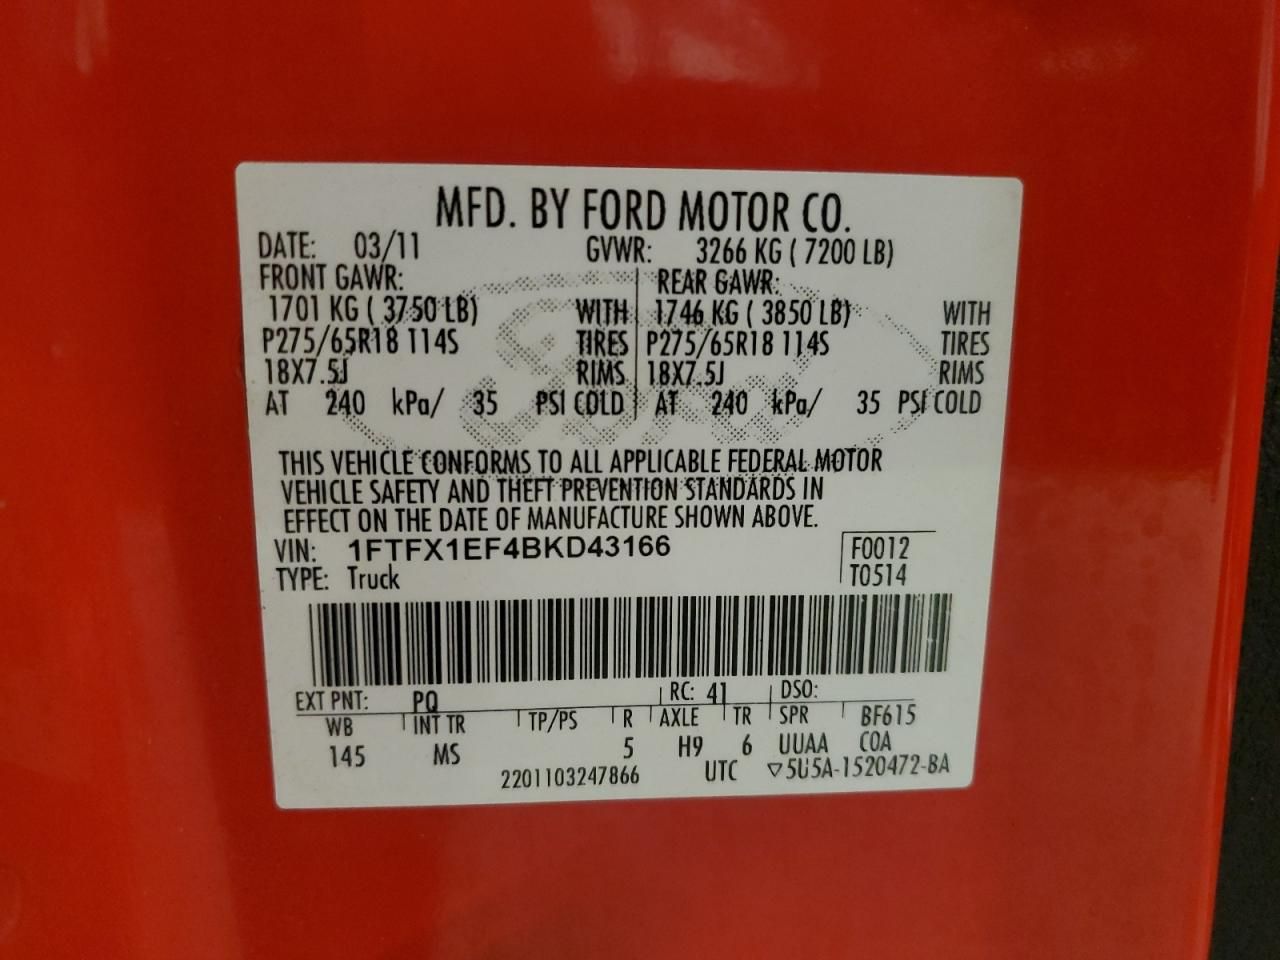 MFD. BY FORD MOTOR CO.
DATE: 03/11 GVWR: 3266 KG ( 7200 LB)
FRONT GAWR: REAR GAWR:
1701 KG ( 3750 LB) WITH 1746 KG ( 3850 LB) WITH
P275/65R18 114S TIRES P275/65R18 114S TIRES
18X7.5J RIMS 18X7.5J RIMS
AT 240 kPa/ 35 PSI COLD AT 240 kPa/ 35 PSI COLD
THIS VEHICLE CONFORMS TO ALL APPLICABLE FEDERAL MOTOR
VEHICLE SAFETY AND THEFT PREVENTION STANDARDS IN
EFFECT ON THE DATE OF MANUFACTURE SHOWN ABOVE.
VIN: 1FTFX1EF4BKD43166 F0012
TYPE: Truck T0514
EXT PNT: PQ RC: 41 DSO:
WB INT TR TP/PS R AXLE TR SPR BF615
145 MS 5 H9 6 UUAA COA
2201103247866 UTC ▽5U5A-1520472-BA